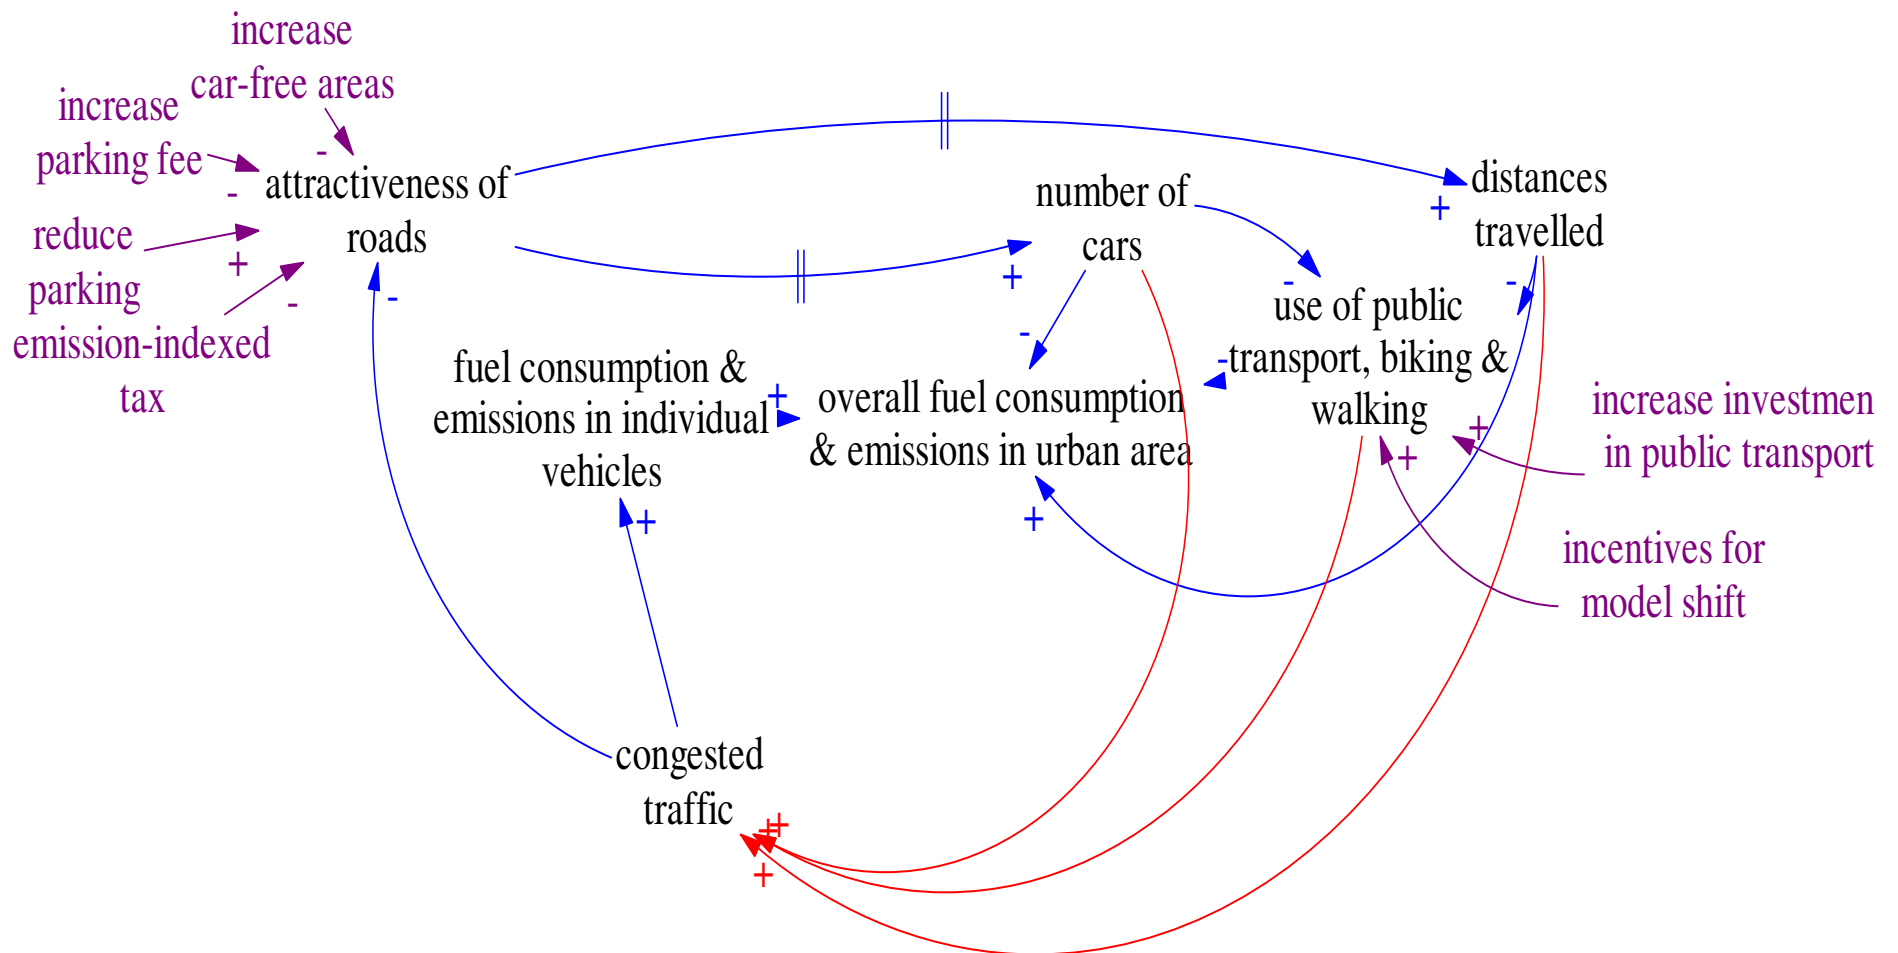 increase
car-free areas
increase
parking fee
-
-
attractiveness of
roads
reduce
parking
+
-
emission-indexed
tax
-
number of
cars
+
-
distances
travelled
+
-
-
use of public
transport, biking &
walking
-
fuel consumption &
emissions in individual
vehicles
+
+
overall fuel consumption
& emissions in urban area
+
increase investmen
in public transport
+
+
incentives for
model shift
congested
traffic
+
+
+